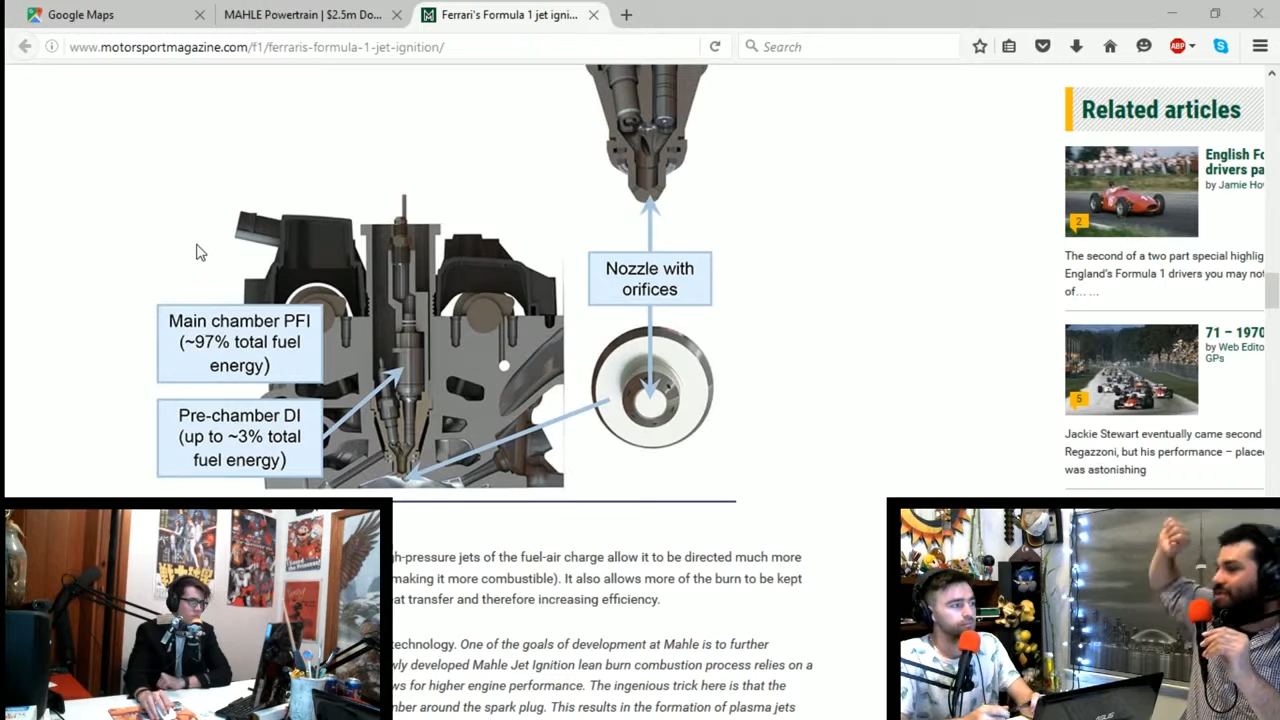 Google Maps
MAHLE Powertrain | $2.5m Do...
Ferrari's Formula 1 jet igni...
www.motorsportmagazine.com/f1/ferraris-formula-1-jet-ignition/
Search
ABP
Related articles
English Fo
drivers pa
by Jamie Ho
2
The second of a two part special highlig
England's Formula 1 drivers you may not
of... ...
71 – 1970
by Web Edito
GPs
5
Jackie Stewart eventually came second
Regazzoni, but his performance – place
was astonishing
Nozzle with
orifices
Main chamber PFI
(~97% total fuel
energy)
Pre-chamber DI
(up to ~3% total
fuel energy)
gh-pressure jets of the fuel-air charge allow it to be directed much more
making it more combustible). It also allows more of the burn to be kept
at transfer and therefore increasing efficiency.
technology. One of the goals of development at Mahle is to further
wly developed Mahle Jet Ignition lean burn combustion process relies on a
ws for higher engine performance. The ingenious trick here is that the
mber around the spark plug. This results in the formation of plasma jets
ASUS